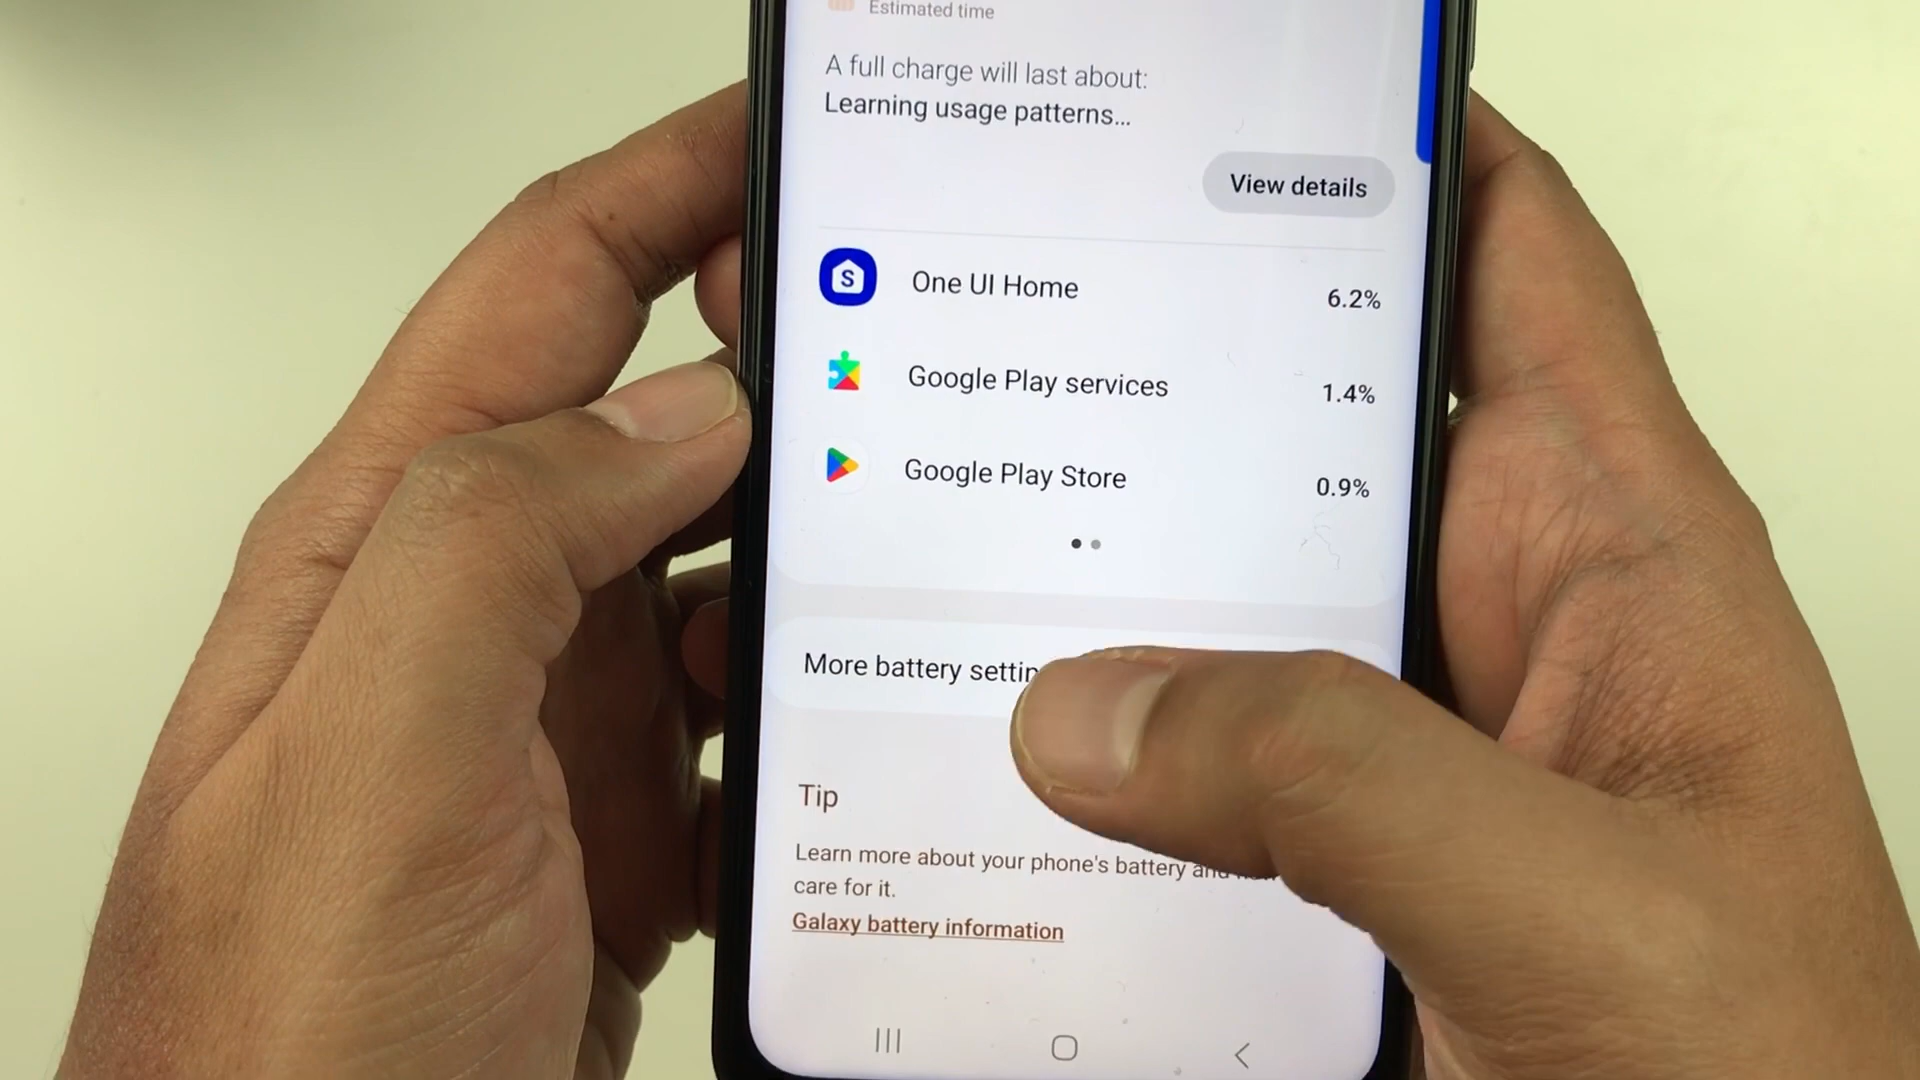 Estimated time
A full charge will last about:
Learning usage patterns...
View details
S
One UI Home
6.2%
Google Play services
1.4%
Google Play Store
0.9%
More battery settin
Tip
Learn more about your phone's battery and
care for it.
Galaxy battery information